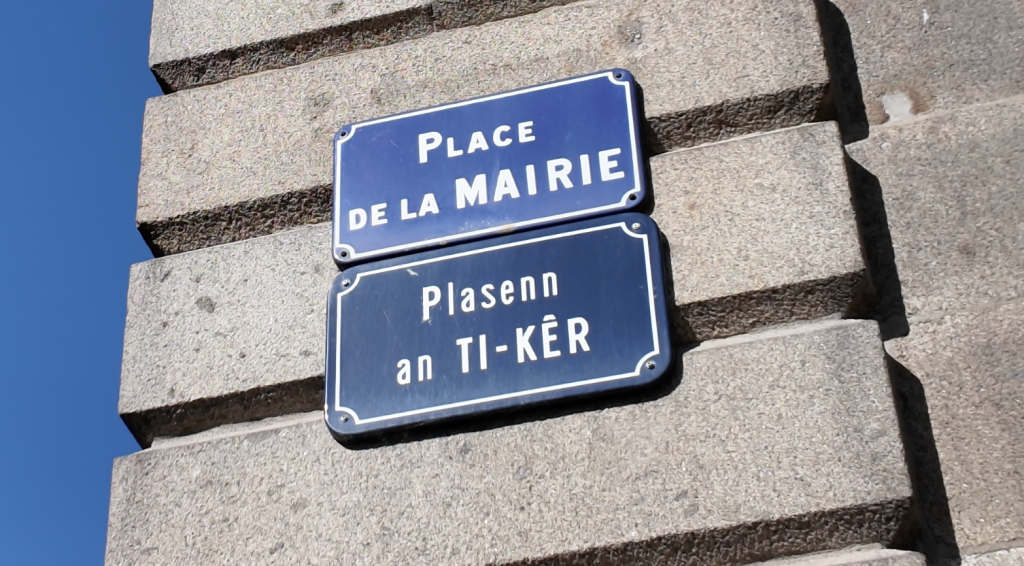 PLACE
DE LA MAIRIE
Plasenn
an TI-KÊR